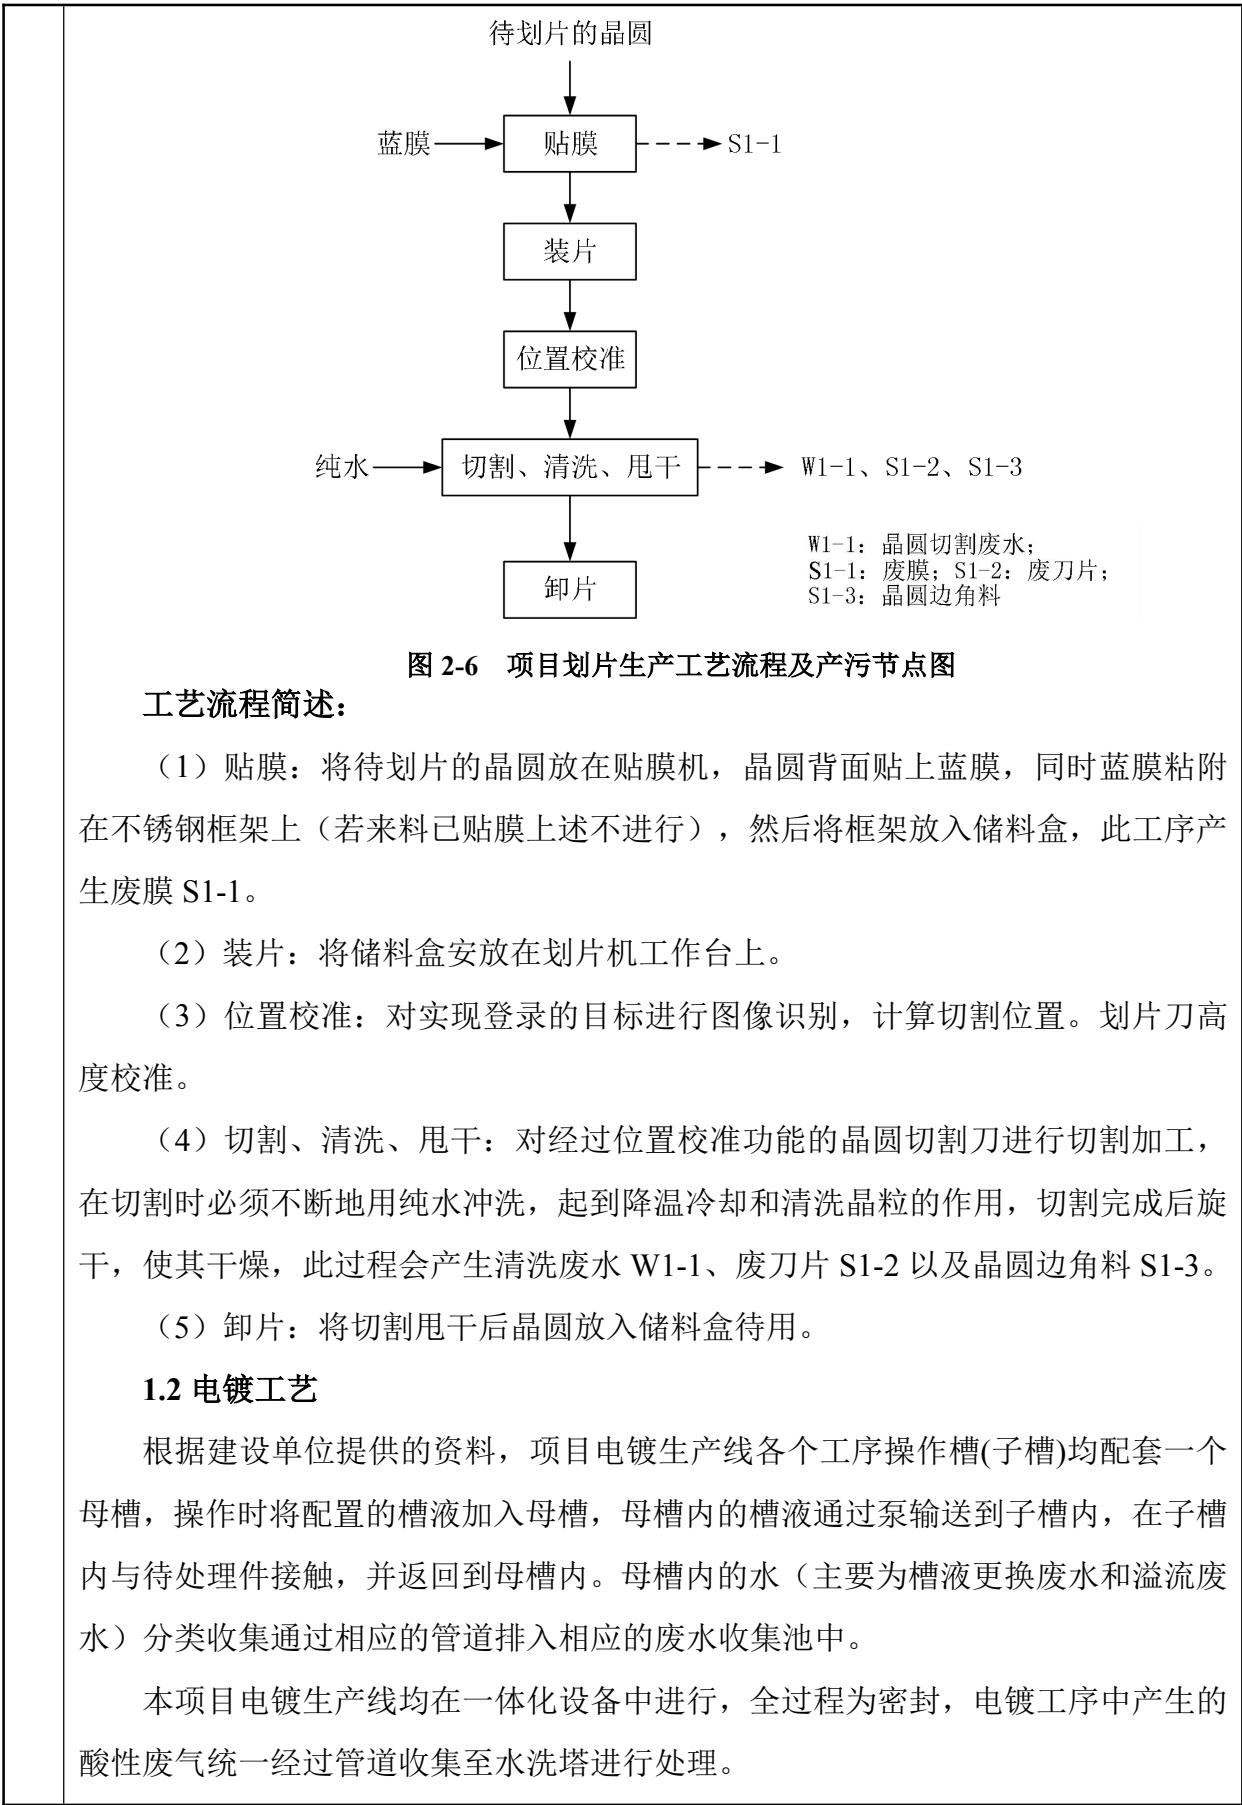 待划片的晶圆
蓝膜
贴膜
S1-1
装片
位置校准
纯水
切割、清洗、甩干
W1-1、S1-2、S1-3
W1-1：晶圆切割废水；
S1-1：废膜；S1-2：废刀片；
S1-3：晶圆边角料
卸片
图 2-6 项目划片生产工艺流程及产污节点图
工艺流程简述：
（1）贴膜：将待划片的晶圆放在贴膜机，晶圆背面贴上蓝膜，同时蓝膜粘附
在不锈钢框架上（若来料已贴膜上述不进行），然后将框架放入储料盒，此工序产
生废膜 S1-1。
（2）装片：将储料盒安放在划片机工作台上。
（3）位置校准：对实现登录的目标进行图像识别，计算切割位置。划片刀高
度校准。
（4）切割、清洗、甩干：对经过位置校准功能的晶圆切割刀进行切割加工，
在切割时必须不断地用纯水冲洗，起到降温冷却和清洗晶粒的作用，切割完成后旋
干，使其干燥，此过程会产生清洗废水 W1-1、废刀片 S1-2 以及晶圆边角料 S1-3。
（5）卸片：将切割甩干后晶圆放入储料盒待用。
1.2 电镀工艺
根据建设单位提供的资料，项目电镀生产线各个工序操作槽(子槽)均配套一个
母槽，操作时将配置的槽液加入母槽，母槽内的槽液通过泵输送到子槽内，在子槽
内与待处理件接触，并返回到母槽内。母槽内的水（主要为槽液更换废水和溢流废
水）分类收集通过相应的管道排入相应的废水收集池中。
本项目电镀生产线均在一体化设备中进行，全过程为密封，电镀工序中产生的
酸性废气统一经过管道收集至水洗塔进行处理。